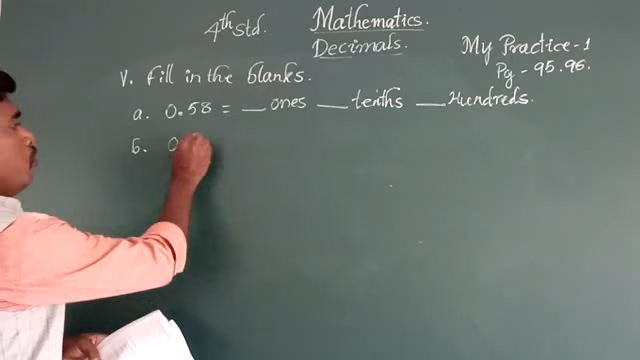 4th Std. Mathematics.
Decimals.
My Practice-1
Pg - 95.96.
V. Fill in the blanks.
a. 0.58 = __ ones __ tenths __ Hundreds.
b. 0